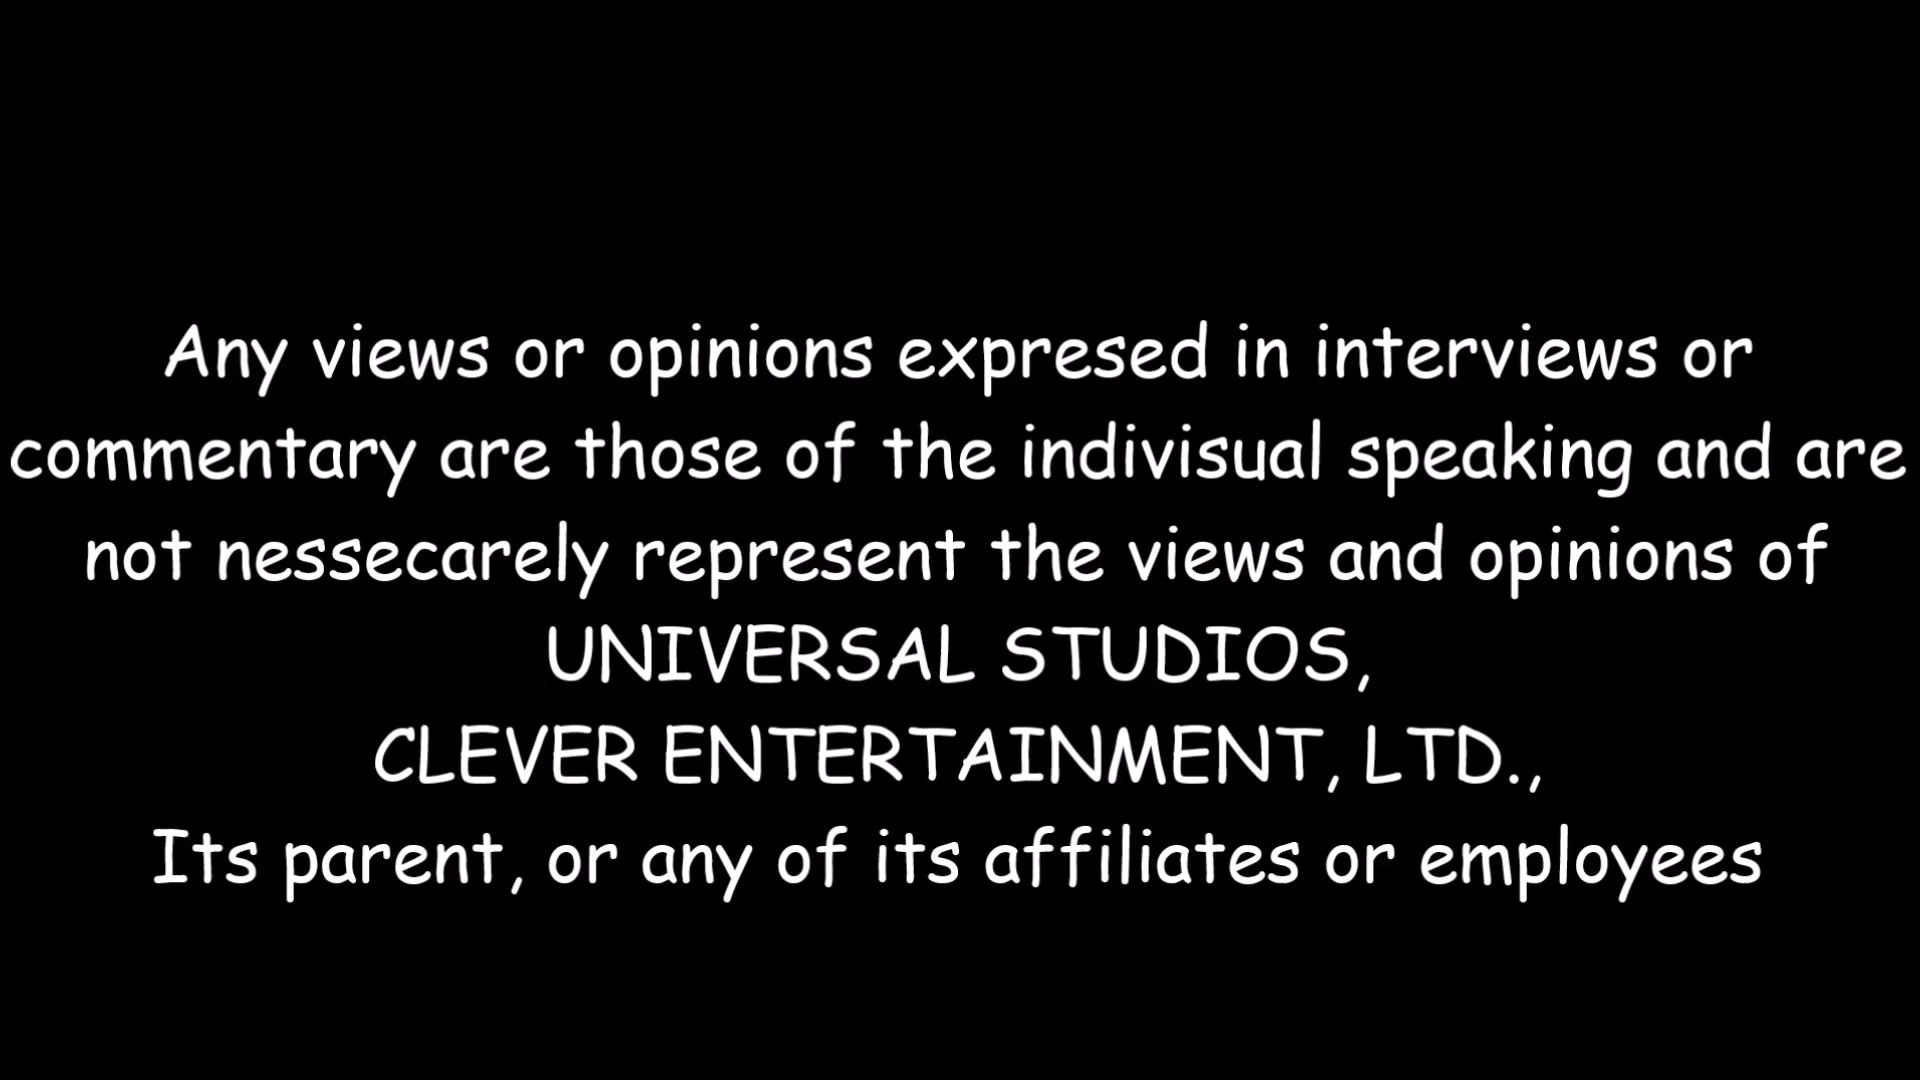 Any views or opinions expresed in interviews or
commentary are those of the indivisual speaking and are
not nessecarely represent the views and opinions of
UNIVERSAL STUDIOS,
CLEVER ENTERTAINMENT, LTD.,
Its parent, or any of its affiliates or employees